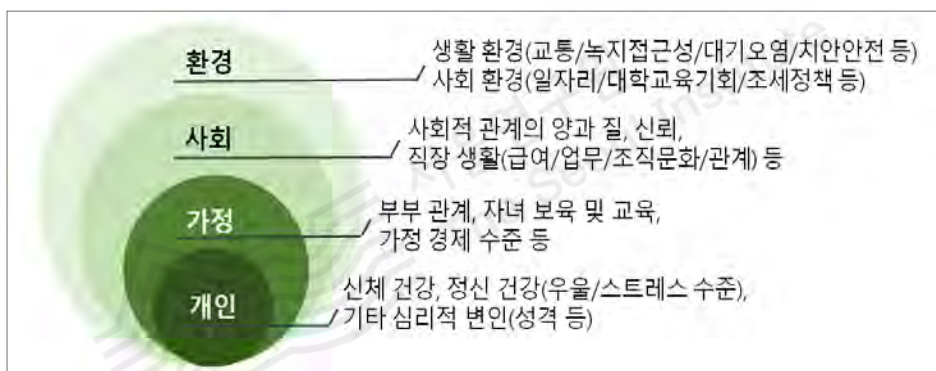 환경
생활 환경(교통/녹지접근성/대기오염/치안안전 등)
사회 환경(일자리/대학교육기회/조세정책 등)
사회
사회적 관계의 양과 질, 신뢰,
직장 생활(급여/업무/조직문화/관계) 등
가정
부부 관계, 자녀 보육 및 교육,
가정 경제 수준 등
개인
신체 건강, 정신 건강(우울/스트레스 수준),
기타 심리적 변인(성격 등)